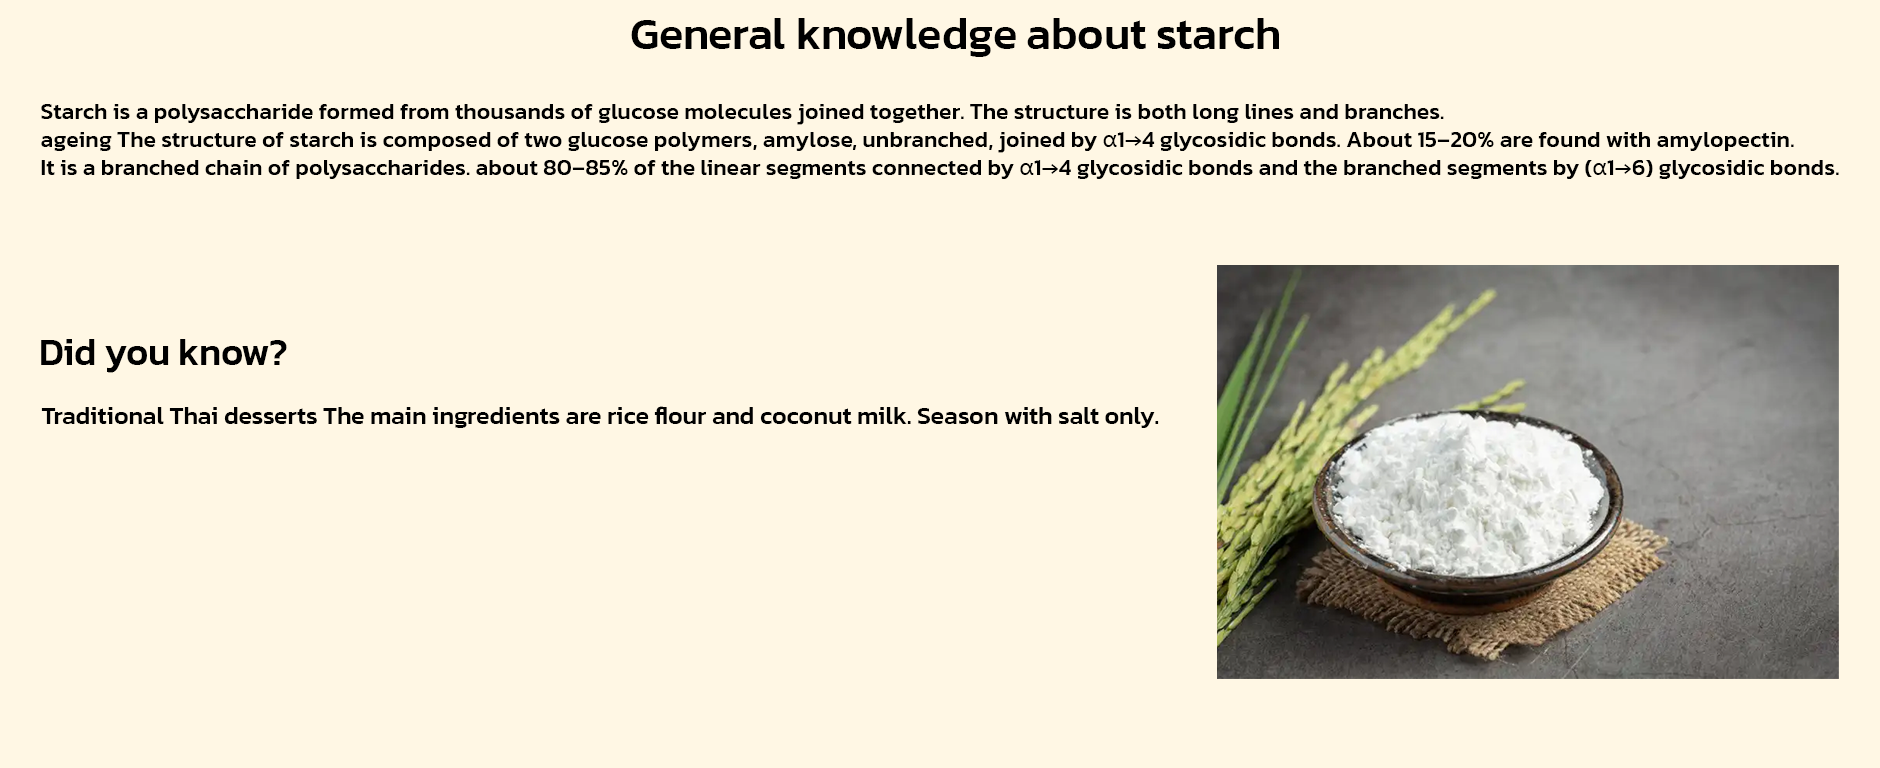 General knowledge about starch
Starch is a polysaccharide formed from thousands of glucose molecules joined together. The structure is both long lines and branches.
ageing The structure of starch is composed of two glucose polymers, amylose, unbranched, joined by α1→4 glycosidic bonds. About 15–20% are found with amylopectin.
It is a branched chain of polysaccharides. about 80–85% of the linear segments connected by α1→4 glycosidic bonds and the branched segments by (α1→6) glycosidic bonds.
Did you know?
Traditional Thai desserts The main ingredients are rice flour and coconut milk. Season with salt only.